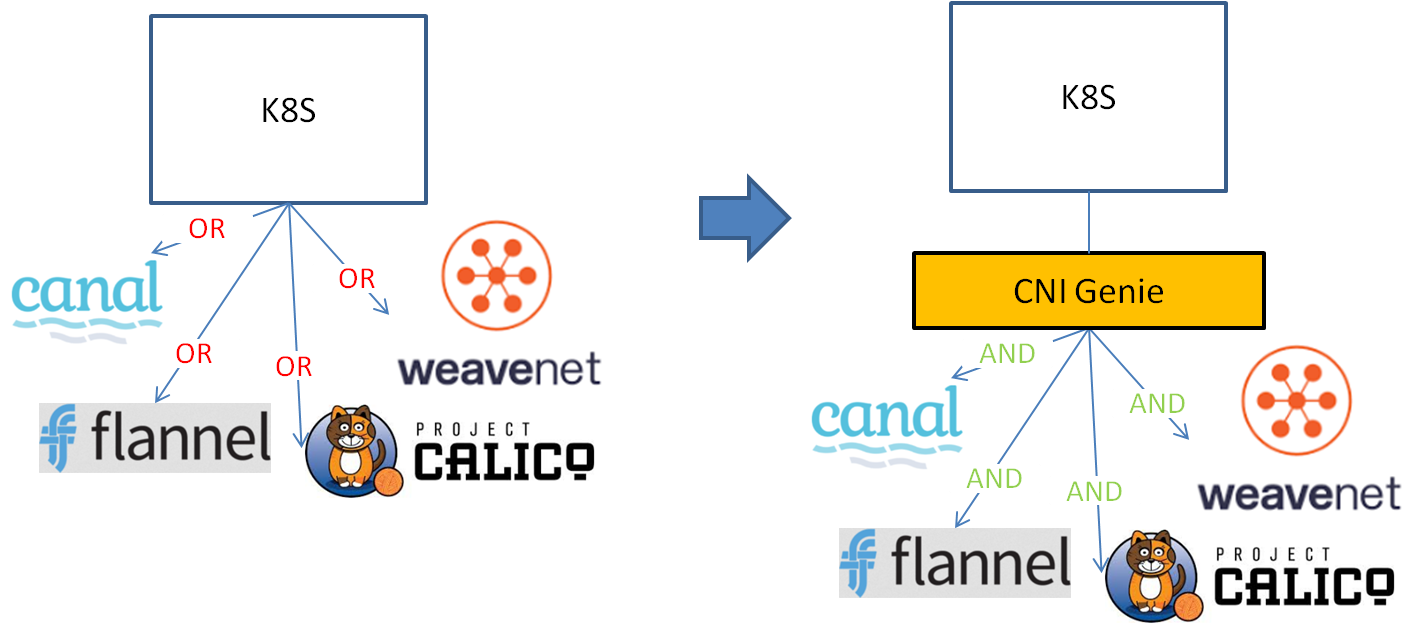 K8S
OR
canal
OR
OR
OR
weavenet
flannel
PROJECT
CALICO
K8S
CNI Genie
AND
canal
AND
AND
AND
weavenet
flannel
PROJECT
CALICO